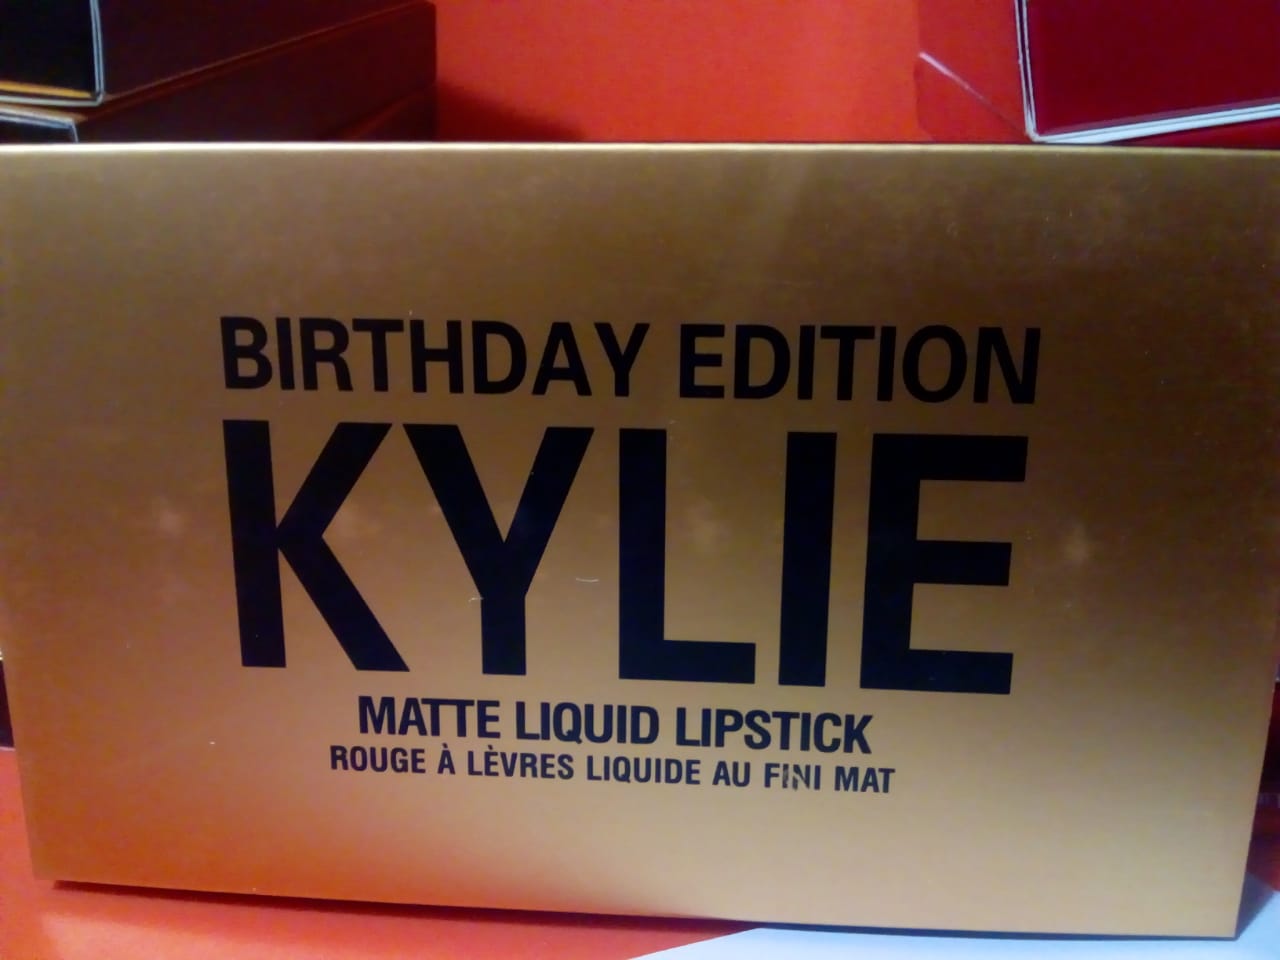 BIRTHDAY EDITION
KYLIE
MATTE LIQUID LIPSTICK
ROUGE À LÈVRES LIQUIDE AU FINI MAT